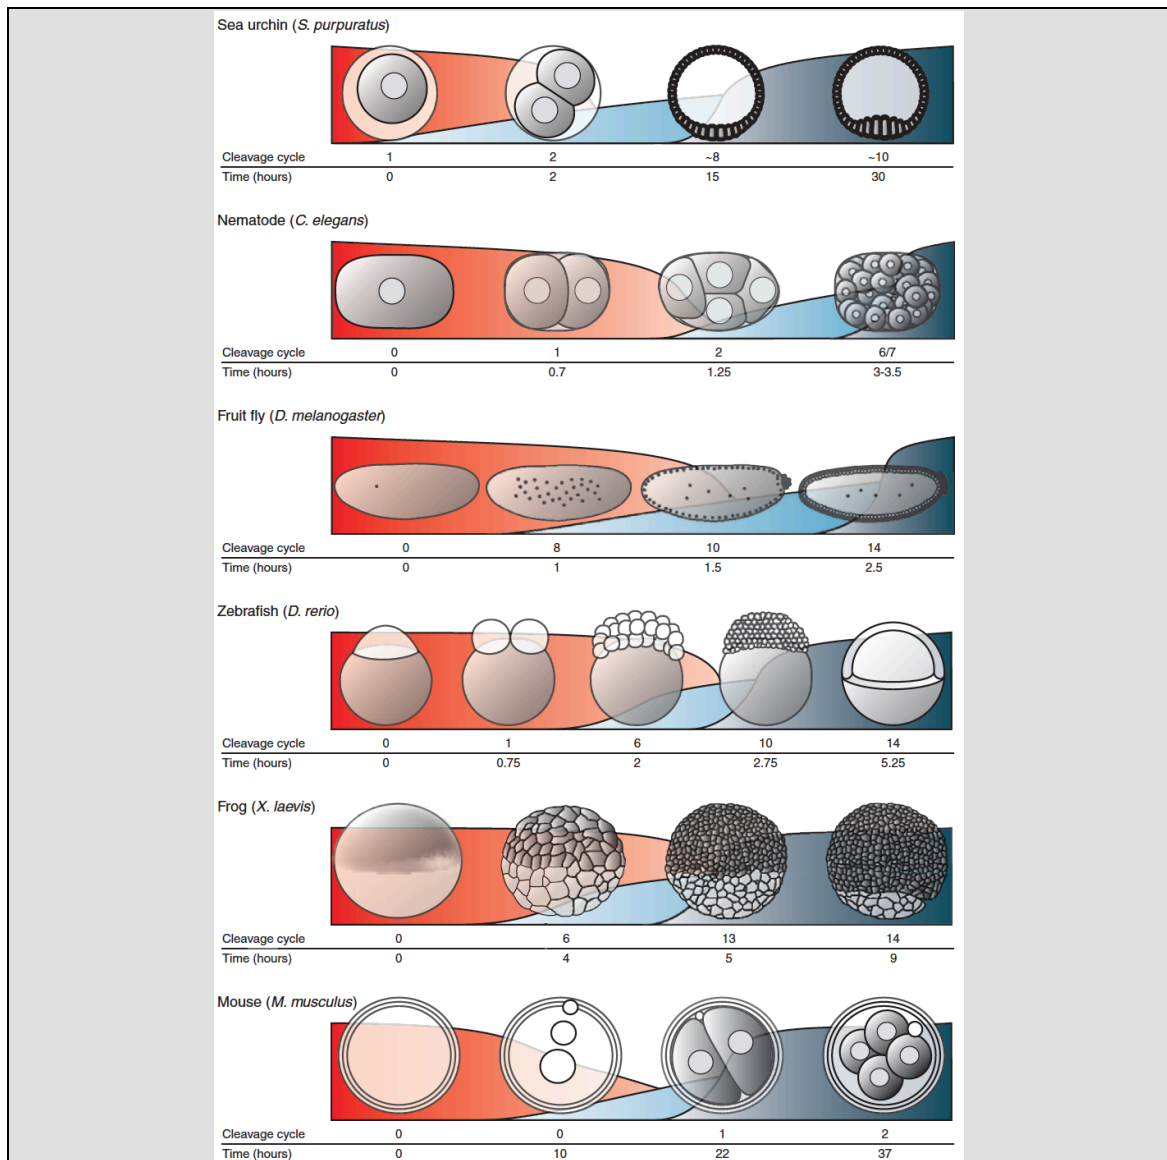 Sea urchin (S. purpuratus)
Cleavage cycle 1 2 ~8 ~10
Time (hours) 0 2 15 30
Nematode (C. elegans)
Cleavage cycle 0 1 2 6/7
Time (hours) 0 0.7 1.25 3-3.5
Fruit fly (D. melanogaster)
Cleavage cycle 0 8 10 14
Time (hours) 0 1 1.5 2.5
Zebrafish (D. rerio)
Cleavage cycle 0 1 6 10 14
Time (hours) 0 0.75 2 2.75 5.25
Frog (X. laevis)
Cleavage cycle 0 6 13 14
Time (hours) 0 4 5 9
Mouse (M. musculus)
Cleavage cycle 0 0 1 2
Time (hours) 0 10 22 37